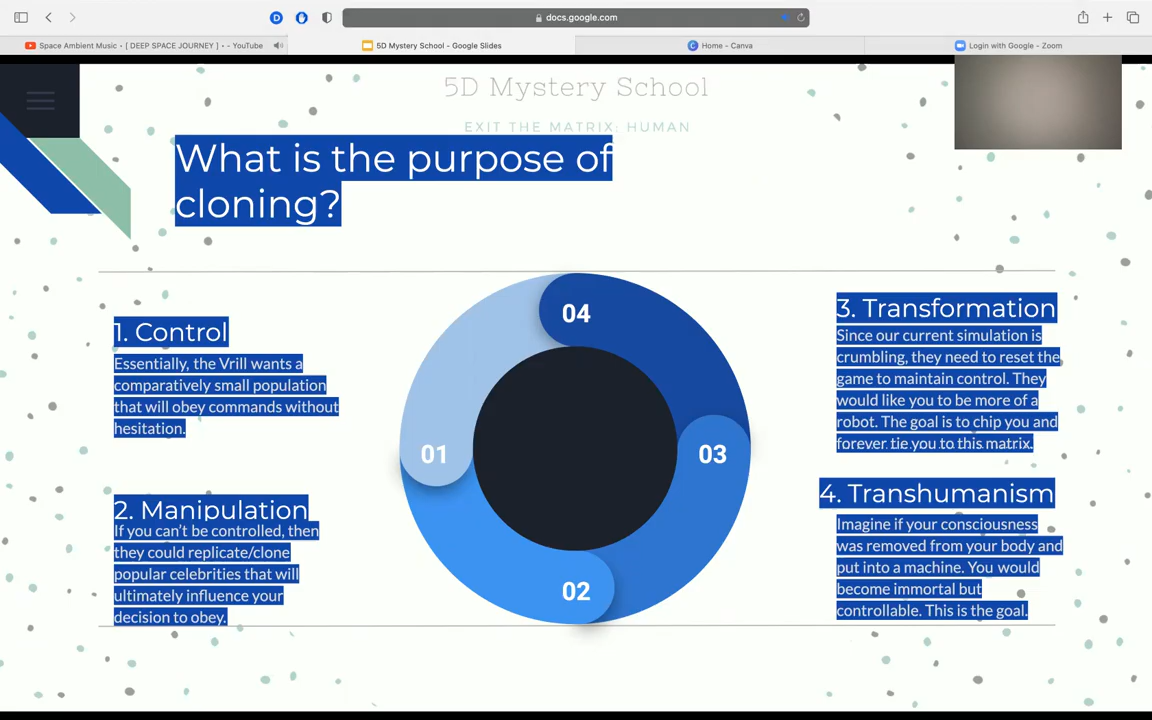 docs.google.com
Space Ambient Music • [ DEEP SPACE JOURNEY ] • - YouTube
5D Mystery School - Google Slides
Home – Canva
Login with Google - Zoom
5D Mystery School
EXIT THE MATRIX: HUMAN
What is the purpose of
cloning?
1. Control
Essentially, the Vrill wants a
comparatively small population
that will obey commands without
hesitation.
2. Manipulation
If you can't be controlled, then
they could replicate/clone
popular celebrities that will
ultimately influence your
decision to obey.
04
01
03
02
3. Transformation
Since our current simulation is
crumbling, they need to reset the
game to maintain control. They
would like you to be more of a
robot. The goal is to chip you and
forever tie you to this matrix.
4. Transhumanism
Imagine if your consciousness
was removed from your body and
put into a machine. You would
become immortal but
controllable. This is the goal.